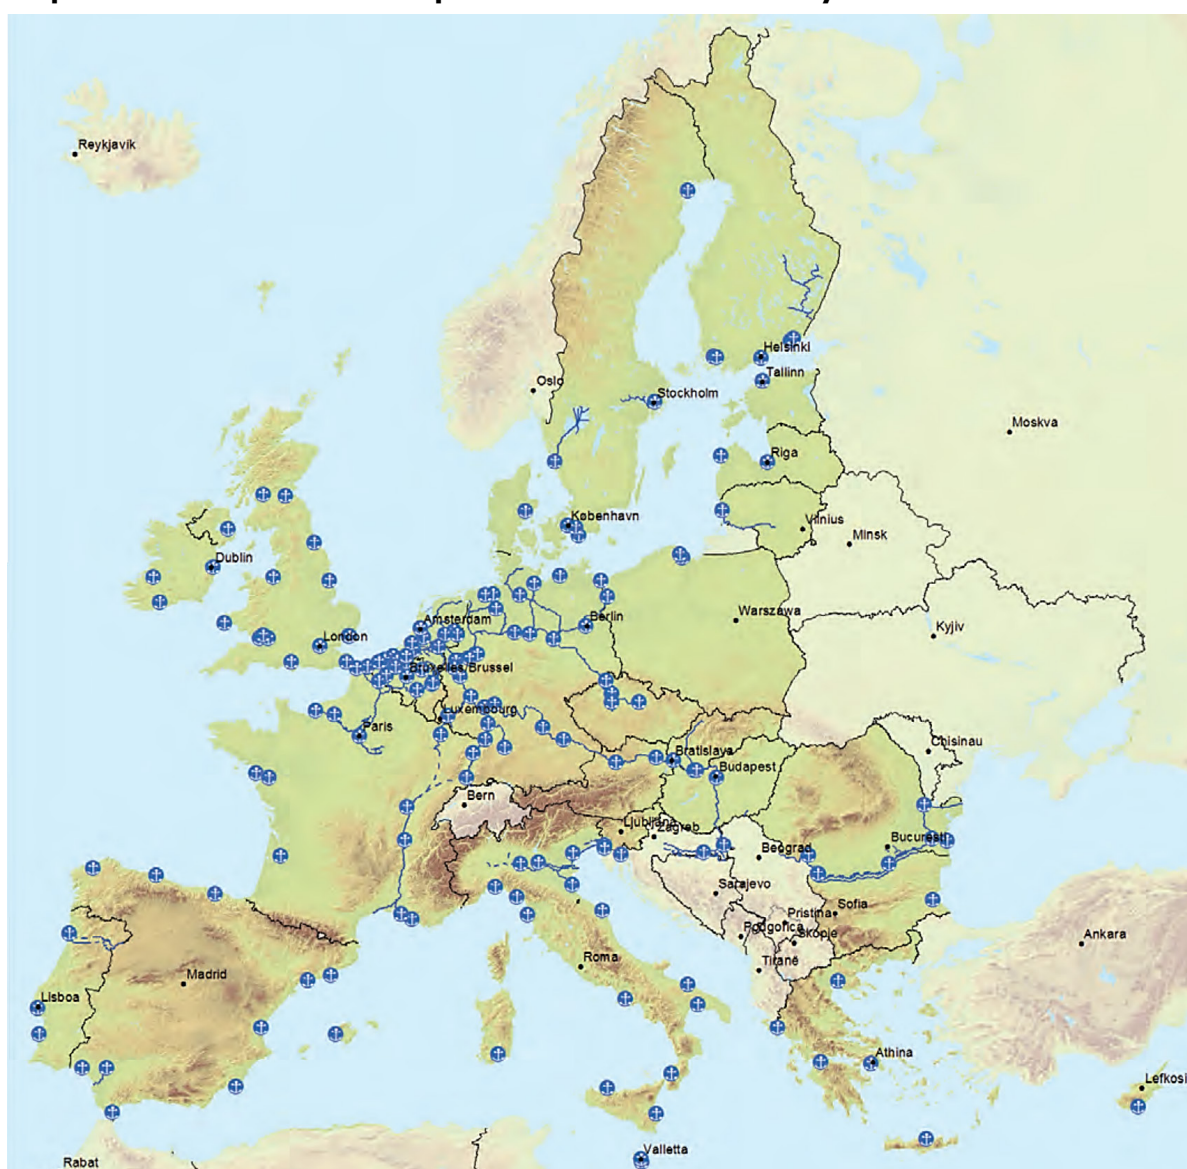 Reykjavik
Oslo
Helsinki
Tallinn
Stockholm
Moskva
Riga
København
Vilnius
Minsk
Dublin
Amsterdam
Berlin
Warszawa
London
Kyjiv
Bruxelles/Brussel
Luxembourg
Paris
Chisinau
Bratislava
Budapest
Bern
Ljubljana
Zagreb
Bucuresti
Beograd
Sarajevo
Sofia
Pristina
Podgorica
Skopje
Ankara
Roma
Tiranë
Madrid
Lisboa
Athina
Lefkosi
Valletta
Rabat